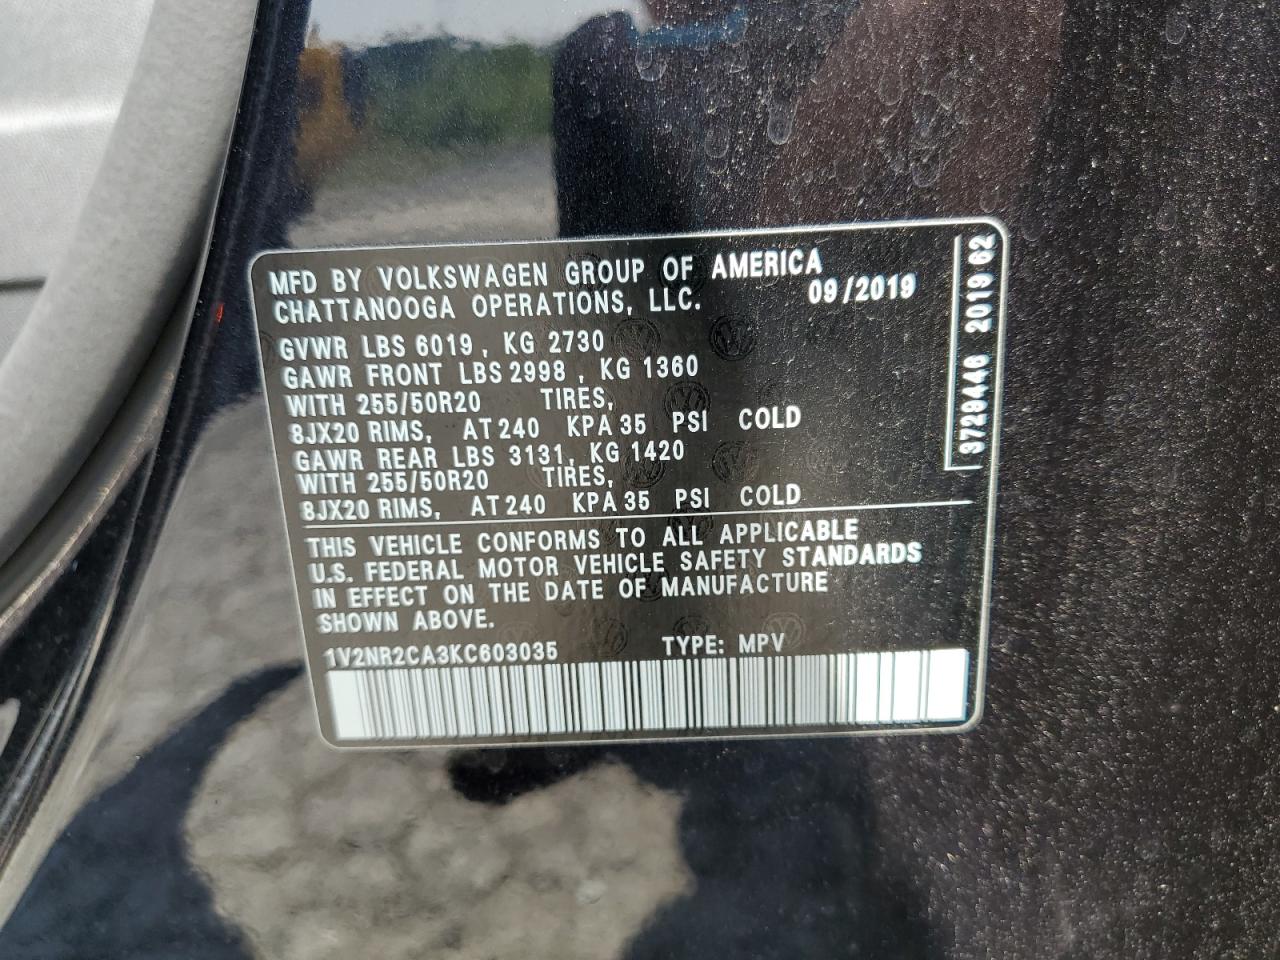 MFD BY VOLKSWAGEN GROUP OF AMERICA
CHATTANOOGA OPERATIONS, LLC. 09/2019
GVWR LBS 6019, KG 2730
GAWR FRONT LBS 2998, KG 1360
WITH 255/50R20 TIRES,
8JX20 RIMS, AT 240 KPA 35 PSI COLD
GAWR REAR LBS 3131, KG 1420
WITH 255/50R20 TIRES,
8JX20 RIMS, AT 240 KPA 35 PSI COLD
THIS VEHICLE CONFORMS TO ALL APPLICABLE
U.S. FEDERAL MOTOR VEHICLE SAFETY STANDARDS
IN EFFECT ON THE DATE OF MANUFACTURE
SHOWN ABOVE.
1V2NR2CA3KC603035 TYPE: MPV
3729446 2019 62